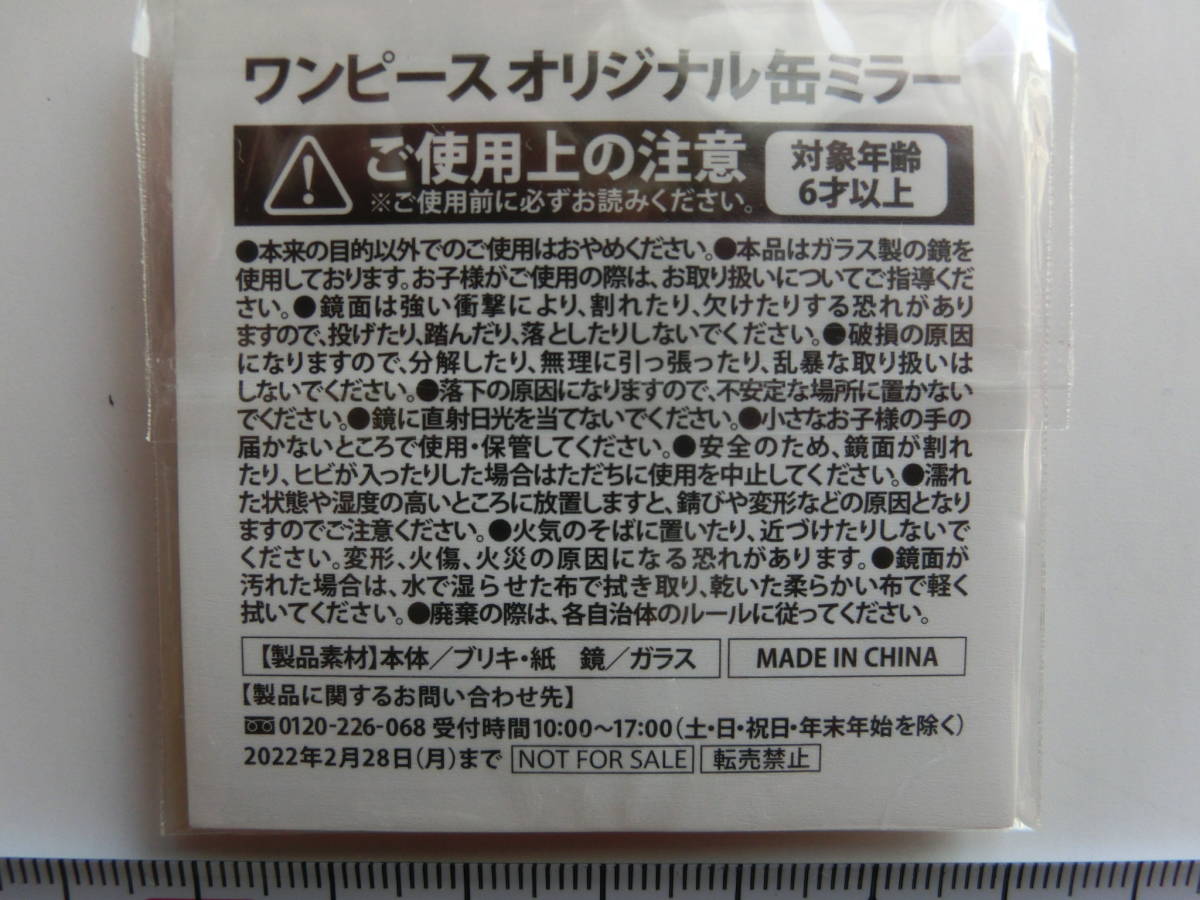 ワンピース オリジナル缶ミラー
ご使用上の注意
※ご使用前に必ずお読みください。
対象年齢
6才以上
●本来の目的以外でのご使用はおやめください。●本品はガラス製の鏡を
使用しております。お子様がご使用の際は、お取り扱いについてご指導くだ
さい。●鏡面は強い衝撃により、割れたり、欠けたりする恐れがあり
ますので、投げたり、踏んだり、落としたりしないでください。●破損の原因
になりますので、分解したり、無理に引っ張ったり、乱暴な取り扱いは
しないでください。●落下の原因になりますので、不安定な場所に置かない
でください。●鏡に直射日光を当てないでください。●小さなお子様の手の
届かないところで使用・保管してください。●安全のため、鏡面が割れ
たり、ヒビが入ったりした場合はただちに使用を中止してください。●濡れ
た状態や湿度の高いところに放置しますと、錆びや変形などの原因となり
ますのでご注意ください。●火気のそばに置いたり、近づけたりしないで
ください。変形、火傷、火災の原因になる恐れがあります。●鏡面が
汚れた場合は、水で湿らせた布で拭き取り、乾いた柔らかい布で軽く
拭いてください。●廃棄の際は、各自治体のルールに従ってください。
【製品素材】本体／ブリキ・紙　鏡／ガラス
MADE IN CHINA
【製品に関するお問い合わせ先】
0120-226-068 受付時間10:00～17:00（土・日・祝日・年末年始を除く）
2022年2月28日（月）まで NOT FOR SALE 転売禁止